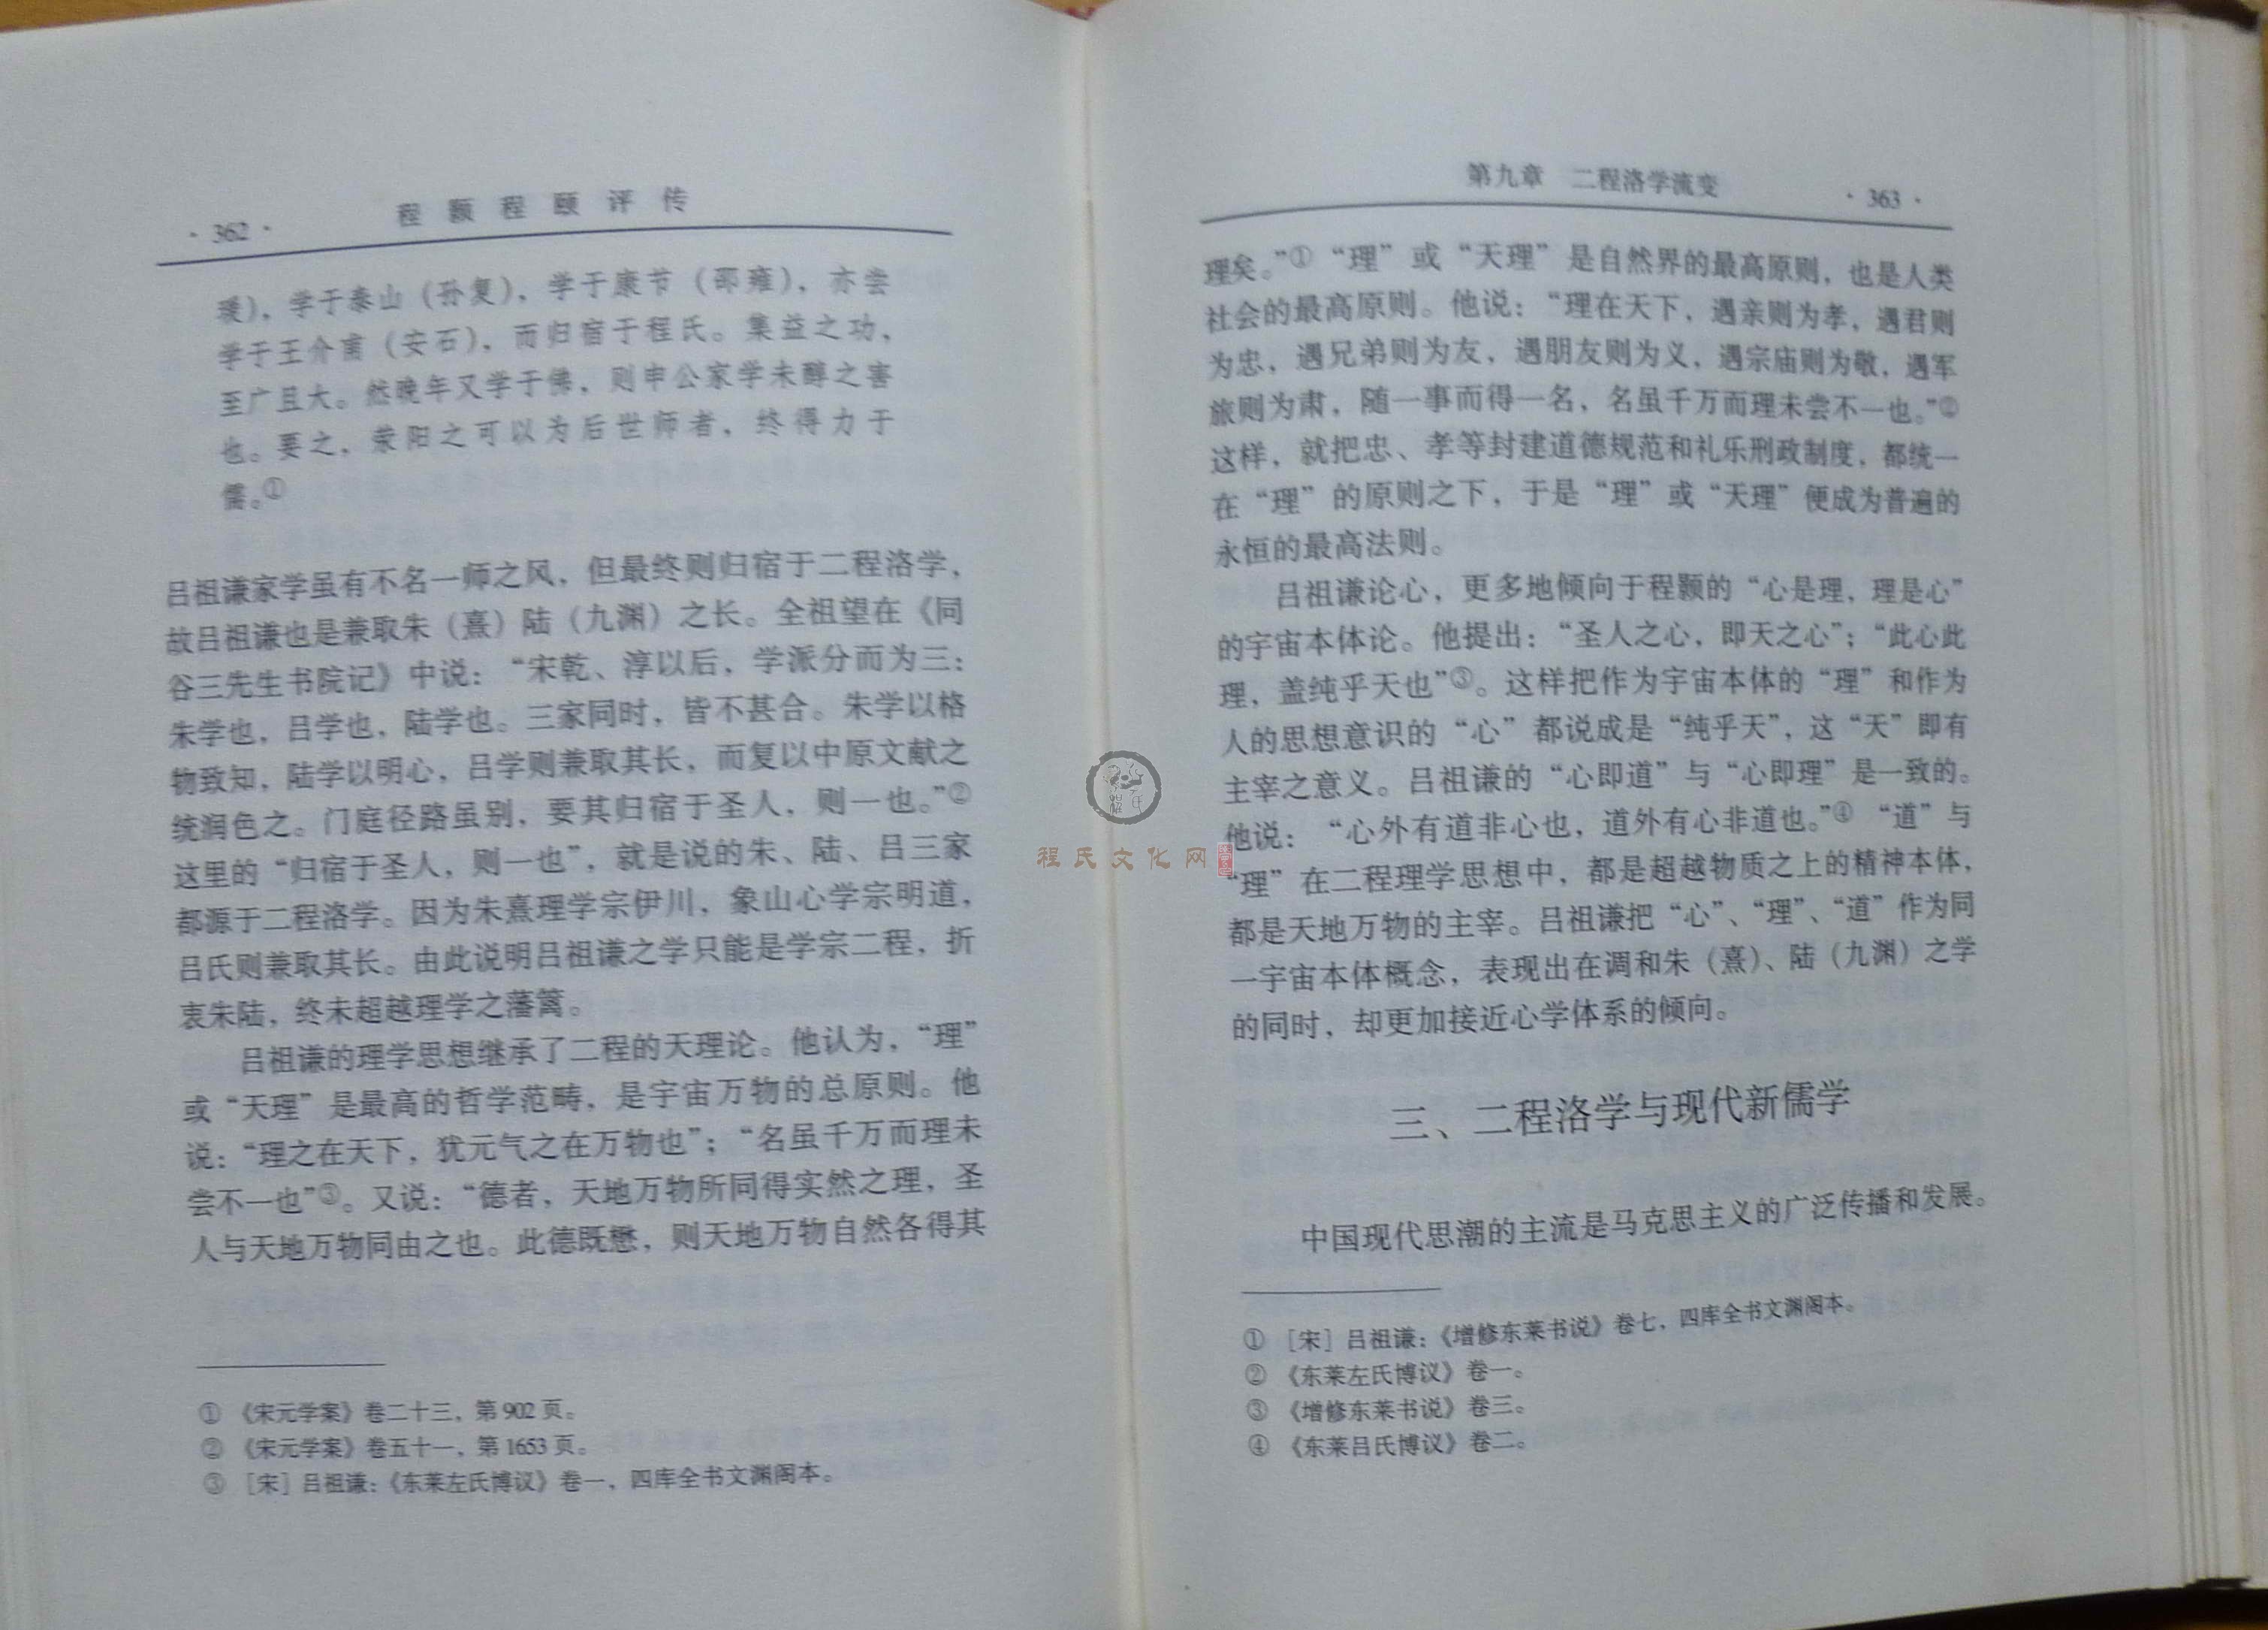 ·362· 程颢程颐评传
瑗），学于泰山（孙复），学于康节（邵雍），亦尝
学于王介甫（安石），而归宿于程氏。集益之功，
至广且大。然晚年又学于佛，则申公家学未醇之害
也。要之，荥阳之可以为后世师者，终得力于
儒。①
吕祖谦家学虽有不名一师之风，但最终则归宿于二程洛学，
故吕祖谦也是兼取朱（熹）陆（九渊）之长。全祖望在《同
谷三先生书院记》中说：“宋乾、淳以后，学派分而为三：
朱学也，吕学也，陆学也。三家同时，皆不甚合。朱学以格
物致知，陆学以明心，吕学则兼取其长，而复以中原文献之
统润色之。门庭径路虽别，要其归宿于圣人，则一也。”②
这里的“归宿于圣人，则一也”，就是说的朱、陆、吕三家
都源于二程洛学。因为朱熹理学宗伊川，象山心学宗明道，
吕氏则兼取其长。由此说明吕祖谦之学只能是学宗二程，折
衷朱陆，终未超越理学之藩篱。
吕祖谦的理学思想继承了二程的天理论。他认为，“理”
或“天理”是最高的哲学范畴，是宇宙万物的总原则。他
说：“理之在天下，犹元气之在万物也”；“名虽千万而理未
尝不一也”③。又说：“德者，天地万物所同得实然之理，圣
人与天地万物同由之也。此德既懋，则天地万物自然各得其
① 《宋元学案》卷二十三，第902页。
② 《宋元学案》卷五十一，第1653页。
③ ［宋］吕祖谦：《东莱左氏博议》卷一，四库全书文渊阁本。
第九章 二程洛学流变 ·363·
理矣。”①“理”或“天理”是自然界的最高原则，也是人类
社会的最高原则。他说：“理在天下，遇亲则为孝，遇君则
为忠，遇兄弟则为友，遇朋友则为义，遇宗庙则为敬，遇军
旅则为肃，随一事而得一名，名虽千万而理未尝不一也。”②
这样，就把忠、孝等封建道德规范和礼乐刑政制度，都统一
在“理”的原则之下，于是“理”或“天理”便成为普遍的
永恒的最高法则。
吕祖谦论心，更多地倾向于程颢的“心是理，理是心”
的宇宙本体论。他提出：“圣人之心，即天之心”；“此心此
理，盖纯乎天也”③。这样把作为宇宙本体的“理”和作为
人的思想意识的“心”都说成是“纯乎天”，这“天”即有
主宰之意义。吕祖谦的“心即道”与“心即理”是一致的。
他说：“心外有道非心也，道外有心非道也。”④“道”与
“理”在二程理学思想中，都是超越物质之上的精神本体，
都是天地万物的主宰。吕祖谦把“心”、“理”、“道”作为同
一宇宙本体概念，表现出在调和朱（熹）、陆（九渊）之学
的同时，却更加接近心学体系的倾向。
三、二程洛学与现代新儒学
中国现代思潮的主流是马克思主义的广泛传播和发展。
① ［宋］吕祖谦：《增修东莱书说》卷七，四库全书文渊阁本。
② 《东莱左氏博议》卷一。
③ 《增修东莱书说》卷三。
④ 《东莱吕氏博议》卷二。
程氏文化网